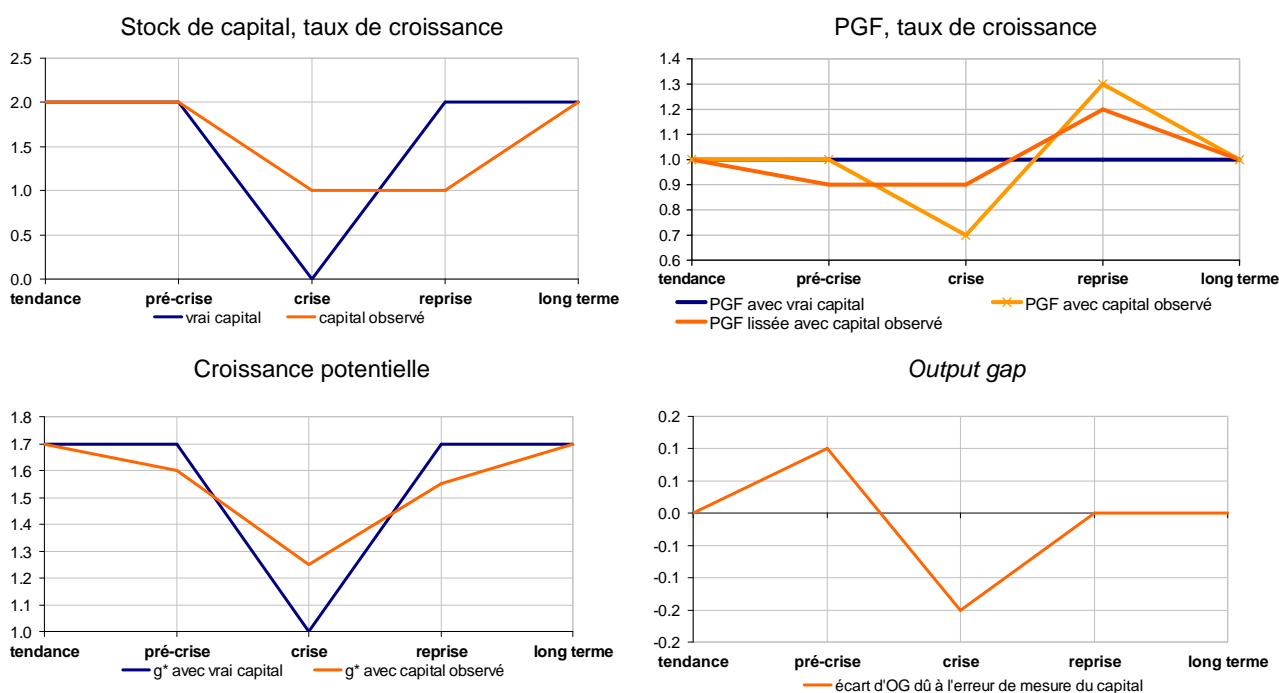 Stock de capital, taux de croissance
2.5
2.0
1.5
1.0
0.5
0.0
tendance pré-crise crise reprise long terme
vrai capital capital observé
PGF, taux de croissance
1.4
1.3
1.2
1.1
1.0
0.9
0.8
0.7
0.6
tendance pré-crise crise reprise long terme
PGF avec vrai capital PGF avec capital observé
PGF lissée avec capital observé
Croissance potentielle
1.8
1.7
1.6
1.5
1.4
1.3
1.2
1.1
1.0
tendance pré-crise crise reprise long terme
g* avec vrai capital g* avec capital observé
Output gap
0.2
0.1
0.1
0.0
-0.1
-0.1
-0.2
-0.2
tendance pré-crise crise reprise long terme
écart d'OG dû à l'erreur de mesure du capital